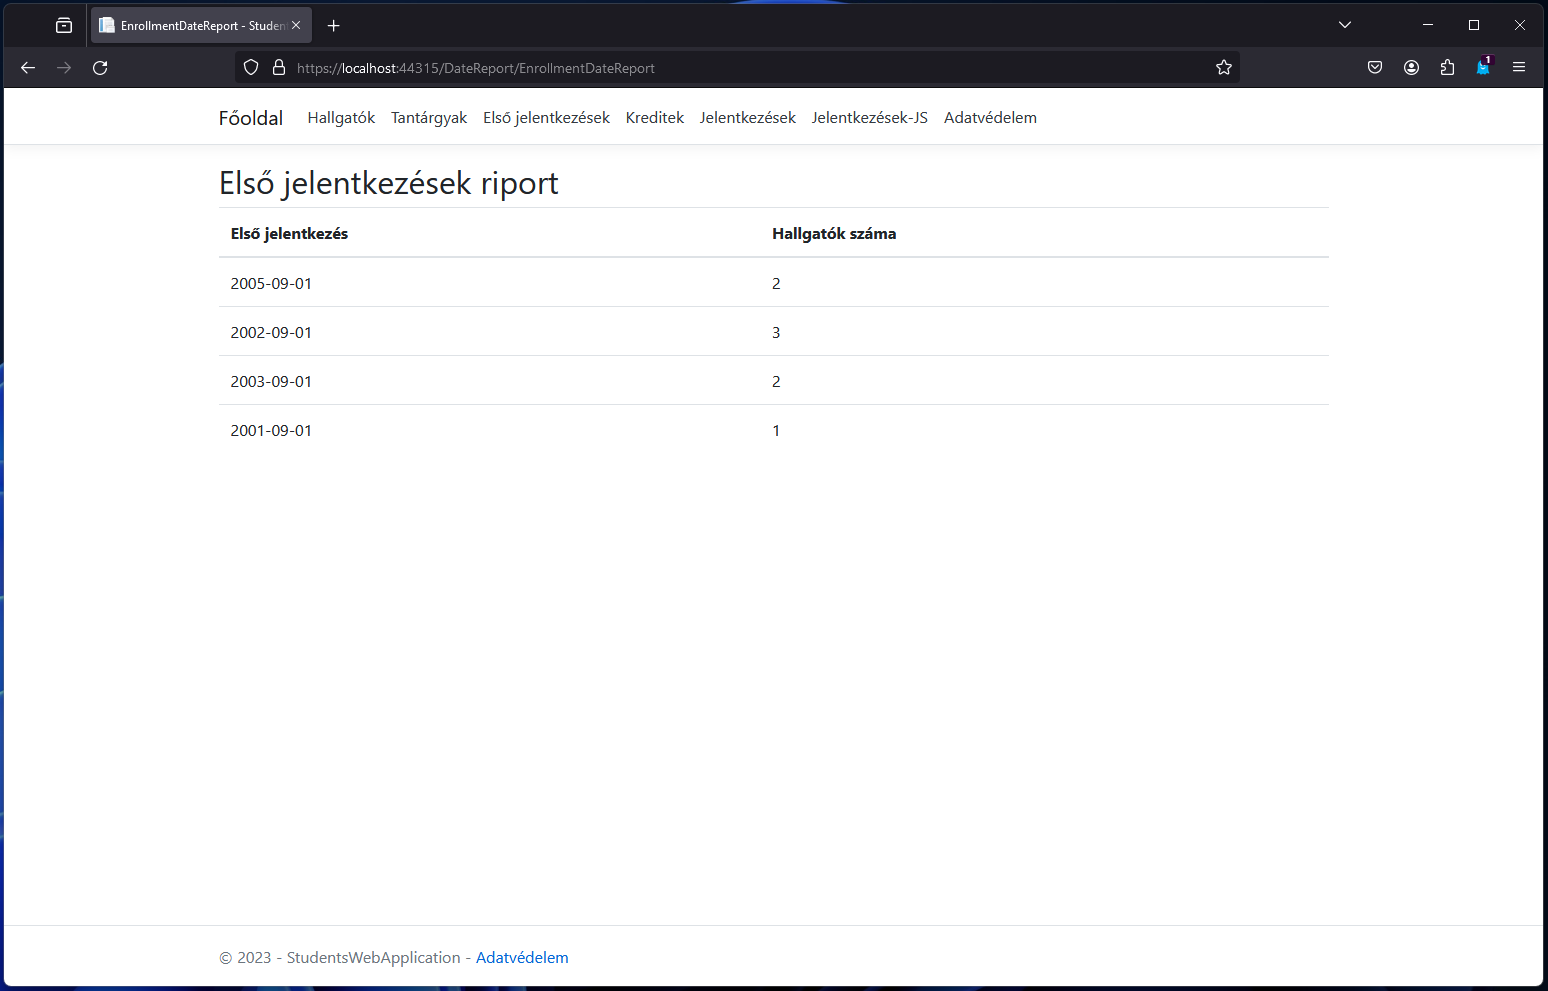 EnrollmentDateReport - Studen
1
https://localhost:44315/DateReport/EnrollmentDateReport
Főoldal Hallgatók Tantárgyak Első jelentkezések Kreditek Jelentkezések Jelentkezések-JS Adatvédelem
Első jelentkezések riport
Első jelentkezés Hallgatók száma
2005-09-01 2
2002-09-01 3
2003-09-01 2
2001-09-01 1
© 2023 - StudentsWebApplication - Adatvédelem